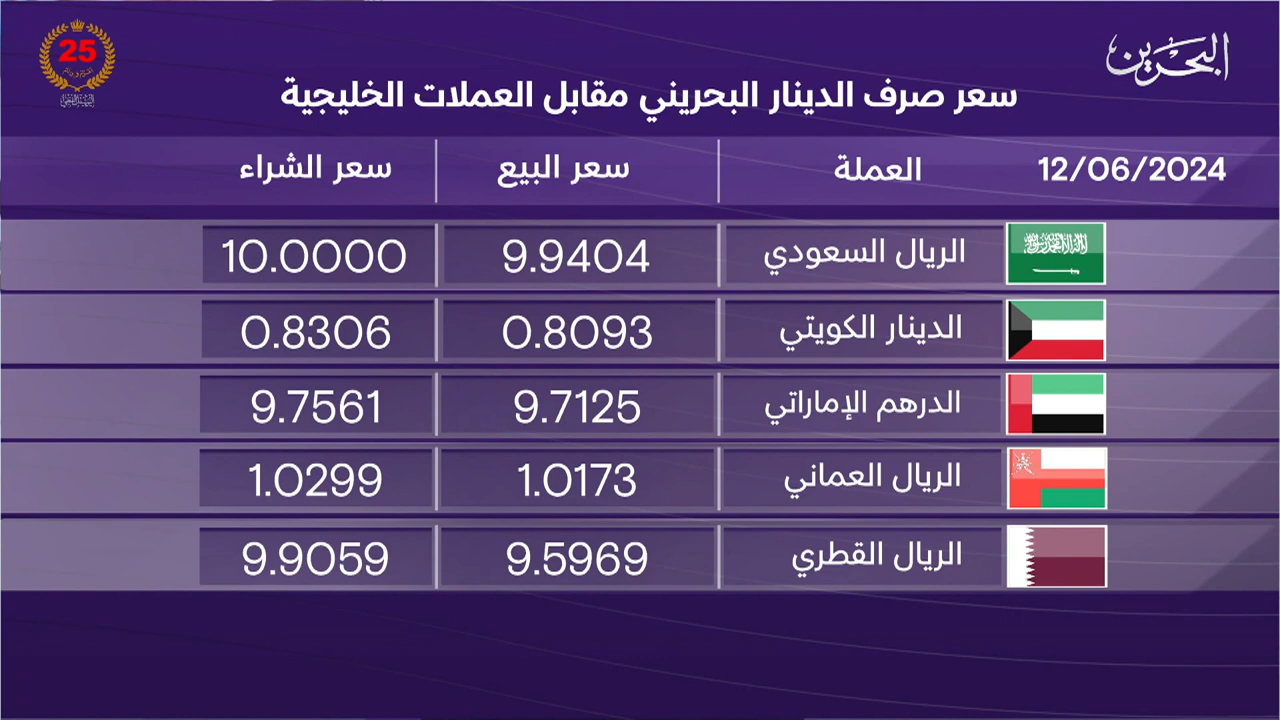 البحرين
25
سعر صرف الدينار البحريني مقابل العملات الخليجية
12/06/2024 العملة سعر البيع سعر الشراء
الريال السعودي 9.9404 10.0000
الدينار الكويتي 0.8093 0.8306
الدرهم الإماراتي 9.7125 9.7561
الريال العماني 1.0173 1.0299
الريال القطري 9.5969 9.9059